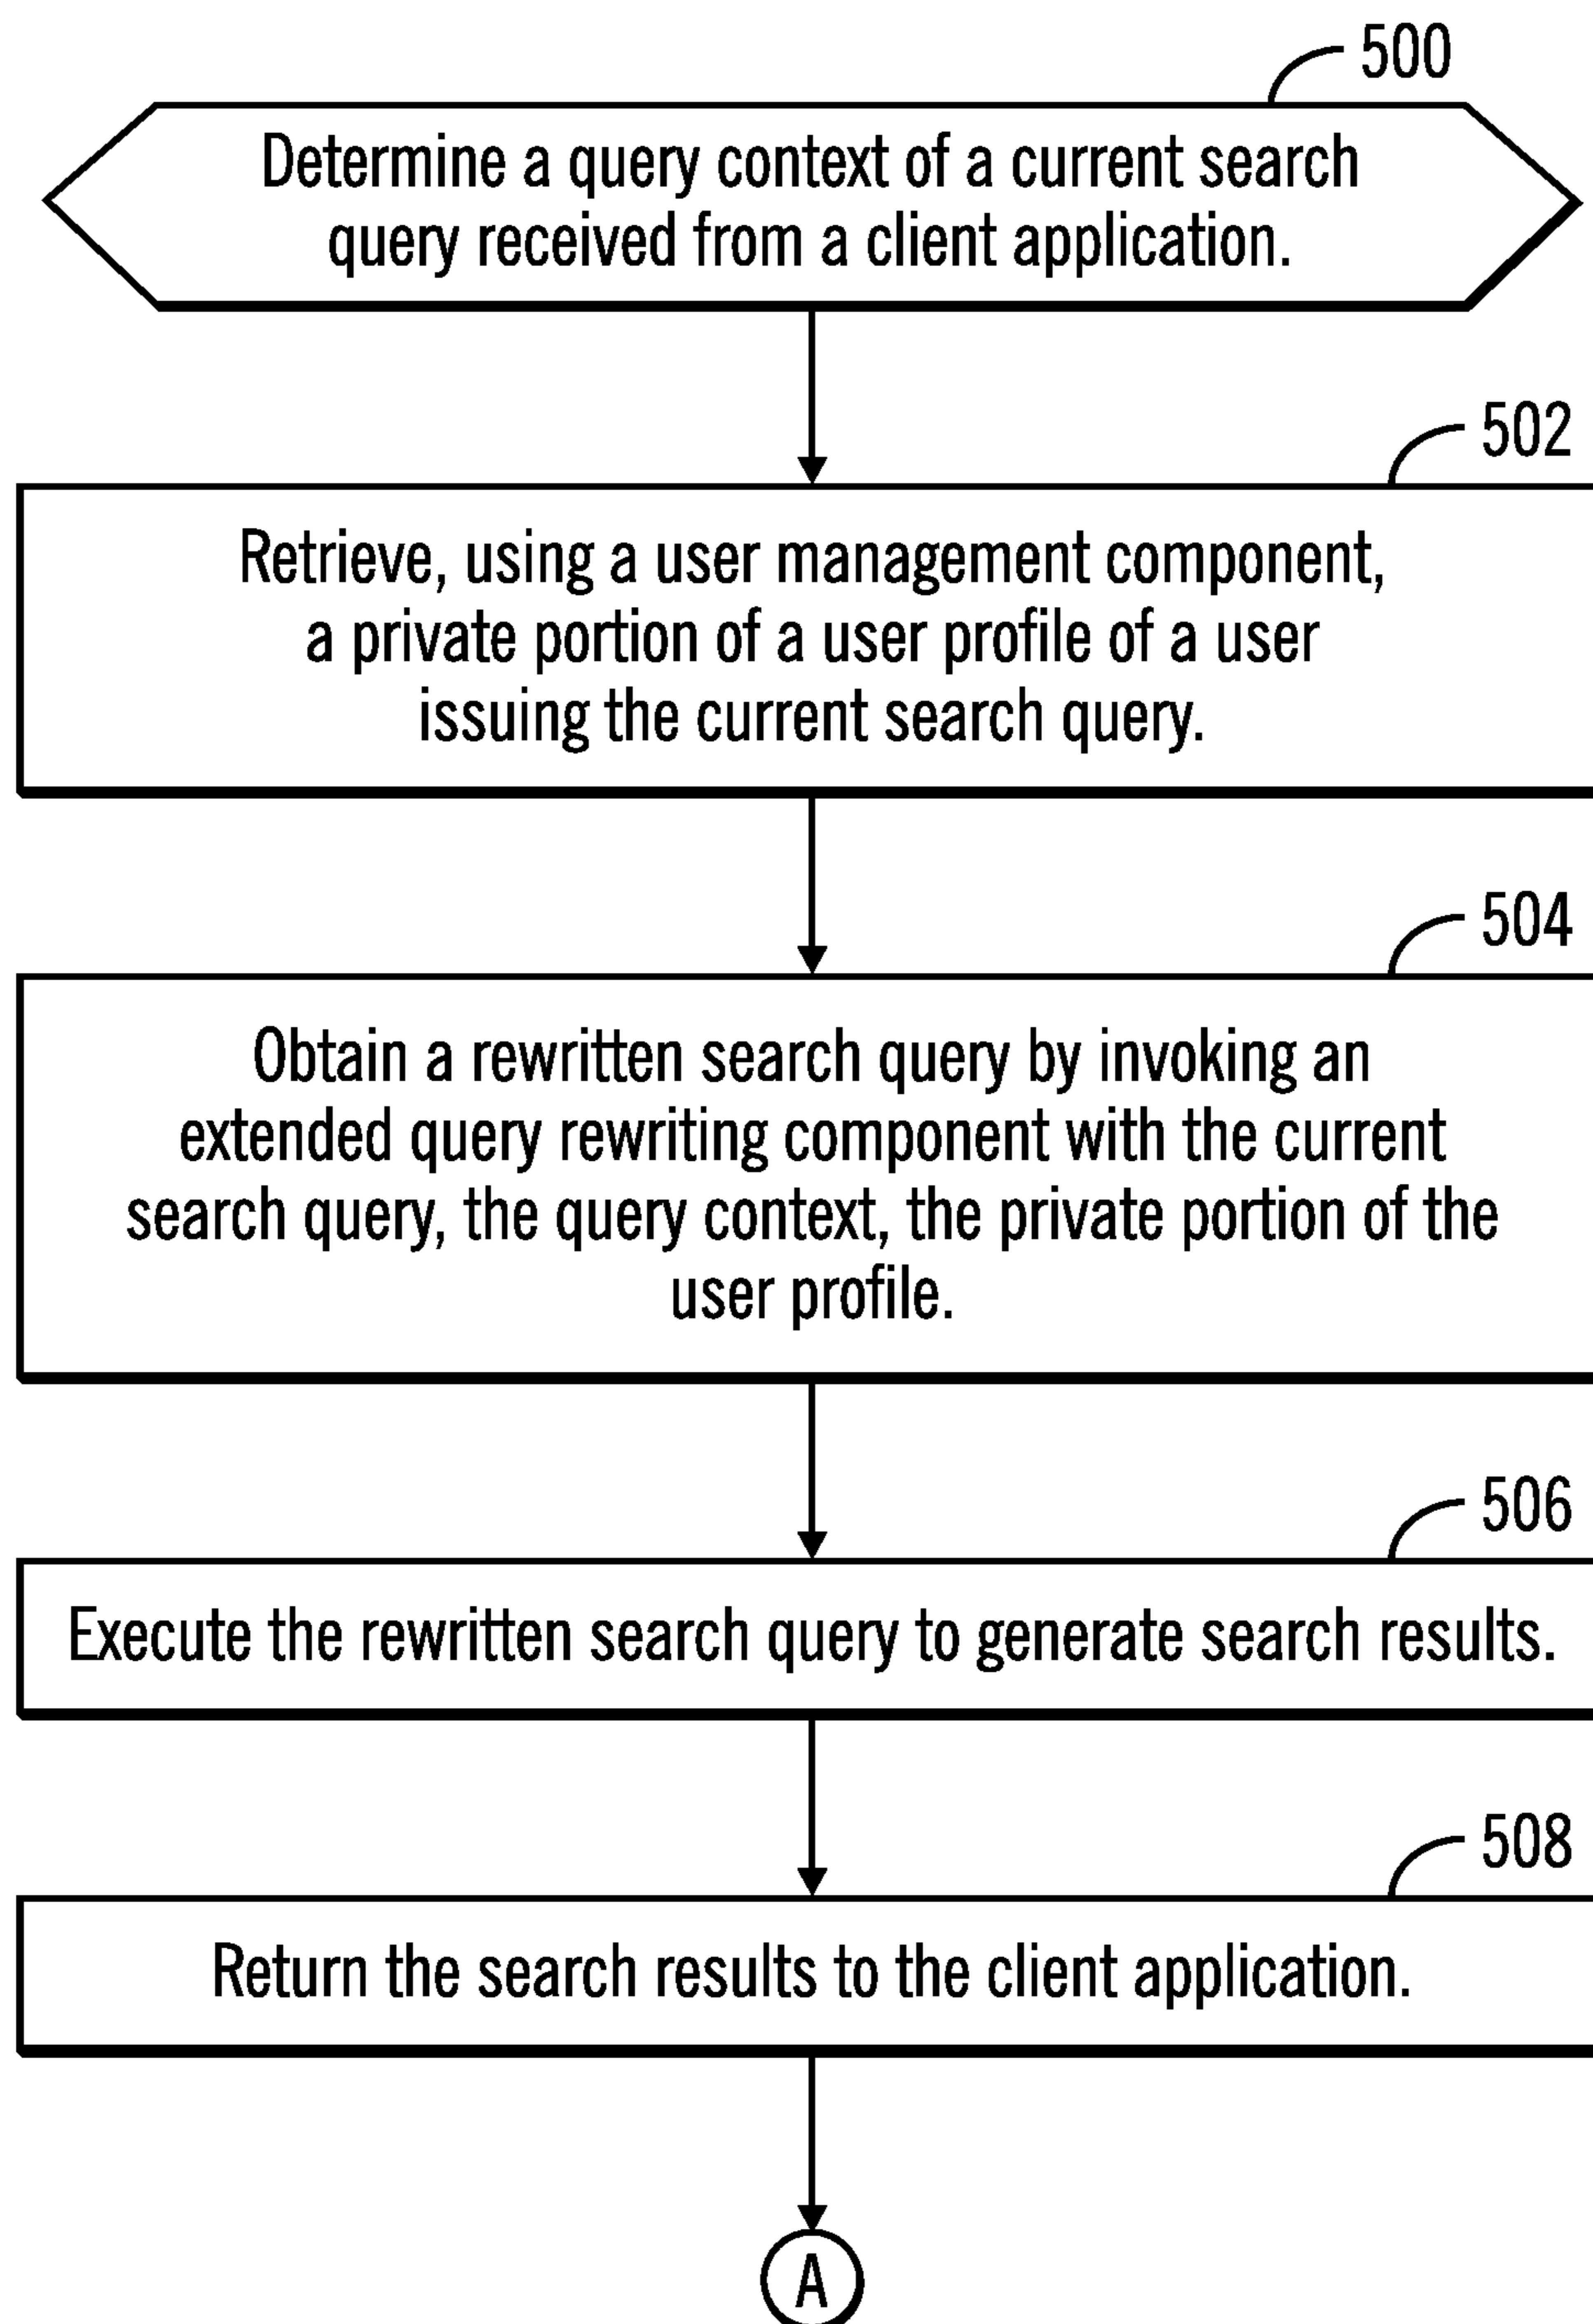 500
Determine a query context of a current search
query received from a client application.
502
Retrieve, using a user management component,
a private portion of a user profile of a user
issuing the current search query.
504
Obtain a rewritten search query by invoking an
extended query rewriting component with the current
search query, the query context, the private portion of the
user profile.
506
Execute the rewritten search query to generate search results.
508
Return the search results to the client application.
A